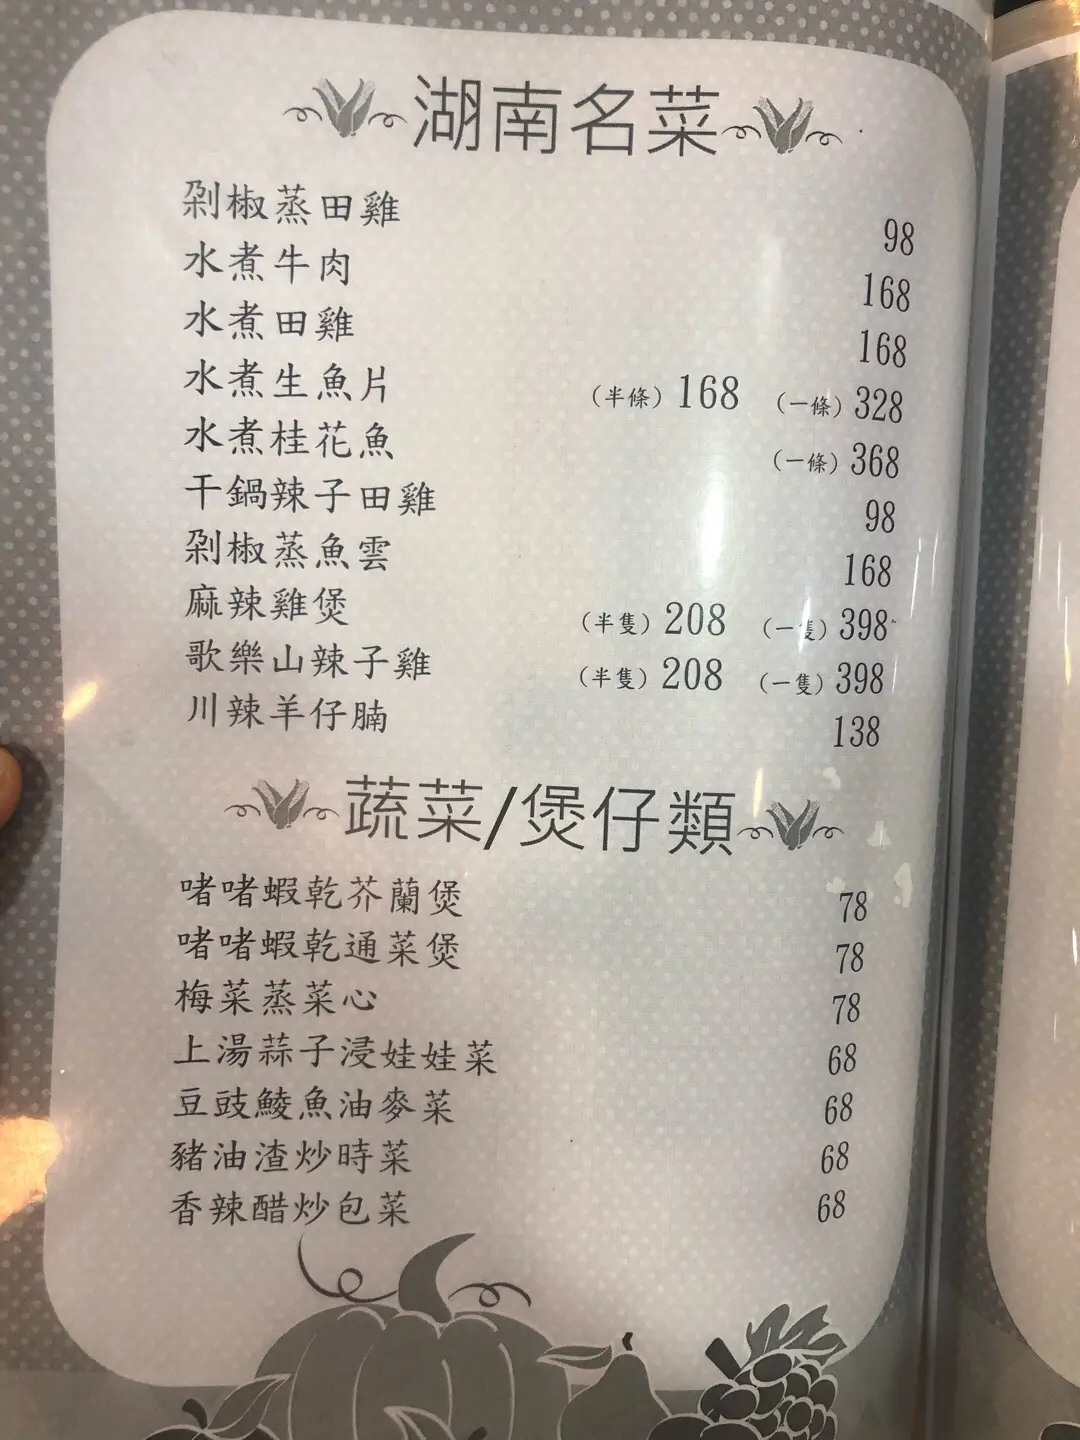 湖南名菜
剁椒蒸田雞 98
水煮牛肉 168
水煮田雞 168
水煮生魚片 (半條) 168 (一條) 328
水煮桂花魚 (一條) 368
干鍋辣子田雞 98
剁椒蒸魚雲 168
麻辣雞煲 (半隻) 208 (一隻) 398
歌樂山辣子雞 (半隻) 208 (一隻) 398
川辣羊仔腩 138
蔬菜/煲仔類
啫啫蝦乾芥蘭煲 78
啫啫蝦乾通菜煲 78
梅菜蒸菜心 78
上湯蒜子浸娃娃菜 68
豆豉鯪魚油麥菜 68
豬油渣炒時菜 68
香辣醋炒包菜 68